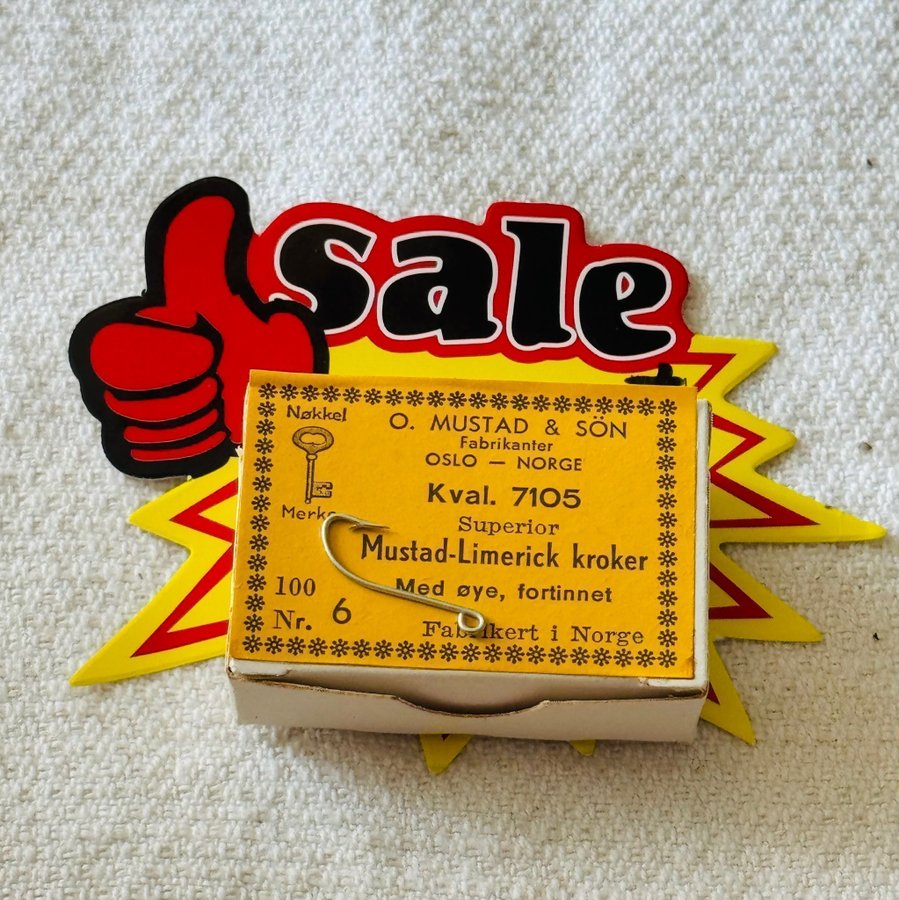 sale
Nøkkel
Merke
O. MUSTAD & SÖN
Fabrikanter
OSLO — NORGE
Kval. 7105
Superior
Mustad-Limerick kroker
Med øye, fortinnet
100
Nr. 6
Fabrikert i Norge